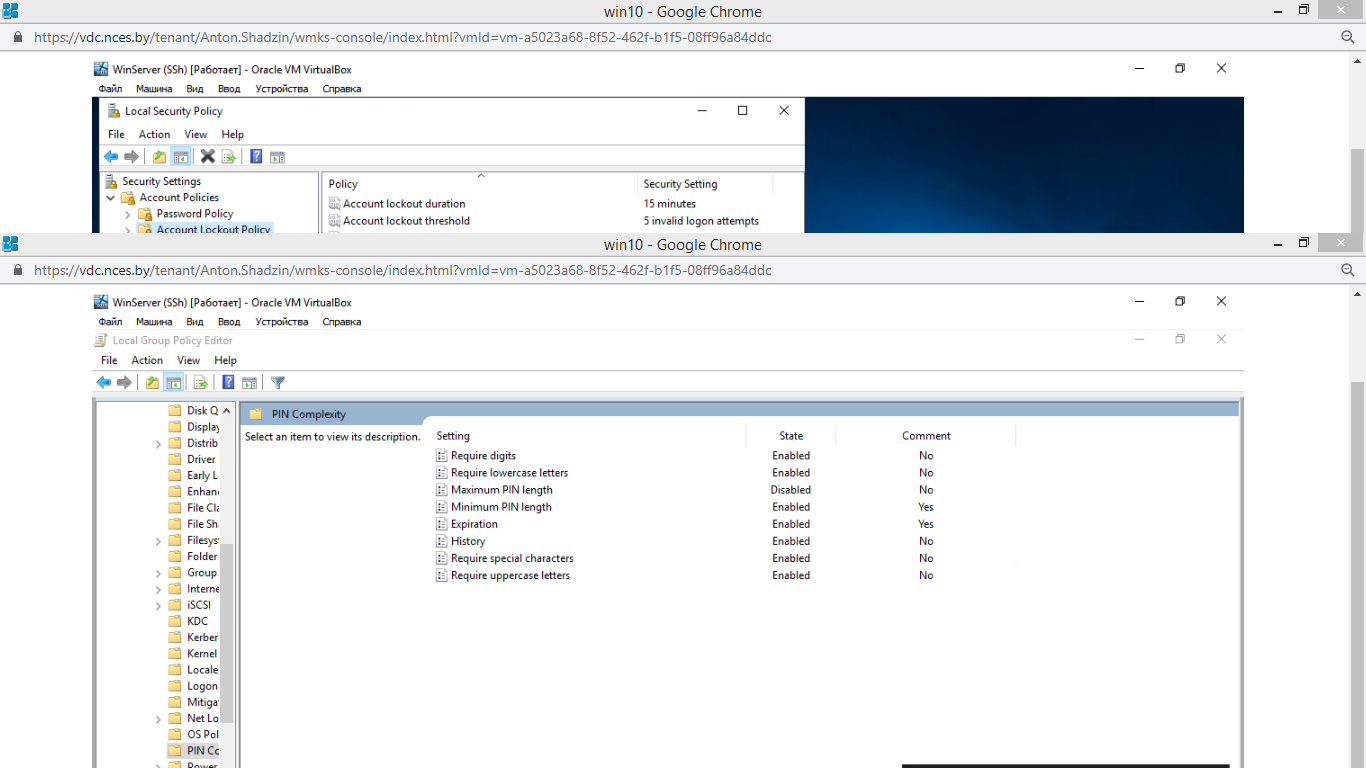 win10 - Google Chrome
https://vdc.nces.by/tenant/Anton.Shadzin/wmks-console/index.html?vmId=vm-a5023a68-8f52-462f-b1f5-08ff96a84ddc
WinServer (SSh) [Работает] - Oracle VM VirtualBox
Файл Машина Вид Ввод Устройства Справка
Local Security Policy
File Action View Help
Security Settings
Account Policies
Password Policy
Account Lockout Policy
Policy Security Setting
Account lockout duration 15 minutes
Account lockout threshold 5 invalid logon attempts
win10 - Google Chrome
https://vdc.nces.by/tenant/Anton.Shadzin/wmks-console/index.html?vmId=vm-a5023a68-8f52-462f-b1f5-08ff96a84ddc
WinServer (SSh) [Работает] - Oracle VM VirtualBox
Файл Машина Вид Ввод Устройства Справка
Local Group Policy Editor
File Action View Help
Disk Q
Display
Distrib
Driver
Early L
Enhan
File Cla
File Sh
Filesys
Folder
Group
Interne
iSCSI
KDC
Kerber
Kernel
Locale
Logon
Mitiga
Net Lo
OS Pol
PIN Co
Power
PIN Complexity
Select an item to view its description.
Setting State Comment
Require digits Enabled No
Require lowercase letters Enabled No
Maximum PIN length Disabled No
Minimum PIN length Enabled Yes
Expiration Enabled Yes
History Enabled No
Require special characters Enabled No
Require uppercase letters Enabled No